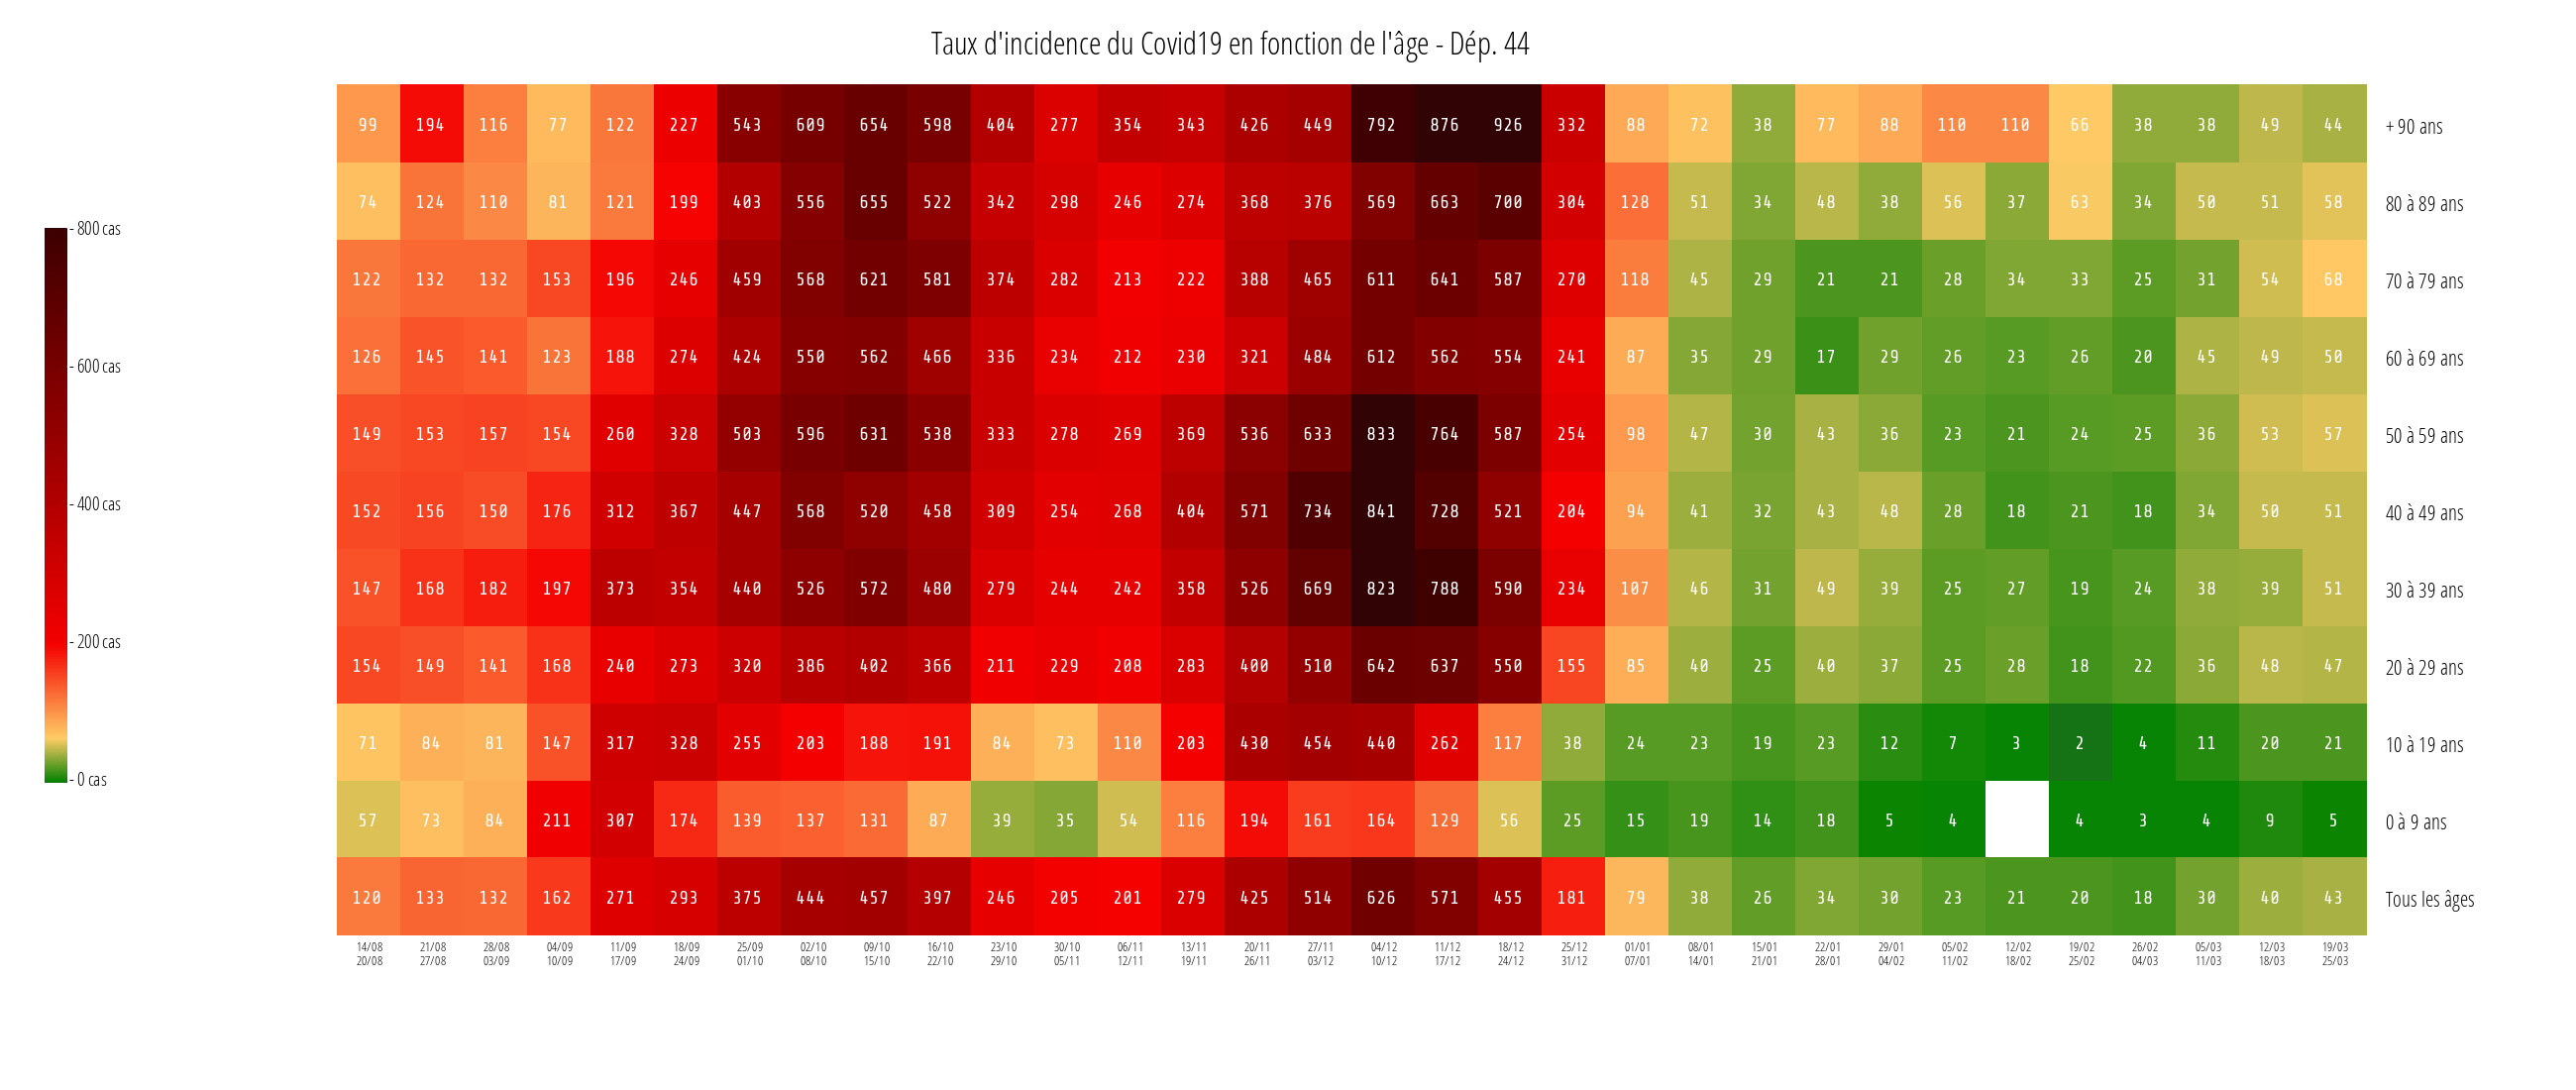 Taux d'incidence du Covid19 en fonction de l'âge - Dép. 44
- 800 cas
- 600 cas
- 400 cas
- 200 cas
- 0 cas
99 194 116 77 122 227 543 609 654 598 404 277 354 343 426 449 792 876 926 332 88 72 38 77 88 110 110 66 38 38 49 44 + 90 ans
74 124 110 81 121 199 403 556 655 522 342 298 246 274 368 376 569 663 700 304 128 51 34 48 38 56 37 63 34 50 51 58 80 à 89 ans
122 132 132 153 196 246 459 568 621 581 374 282 213 222 388 465 611 641 587 270 118 45 29 21 21 28 34 33 25 31 54 68 70 à 79 ans
126 145 141 123 188 274 424 550 562 466 336 234 212 230 321 484 612 562 554 241 87 35 29 17 29 26 23 26 20 45 49 50 60 à 69 ans
149 153 157 154 260 328 503 596 631 538 333 278 269 369 536 633 833 764 587 254 98 47 30 43 36 23 21 24 25 36 53 57 50 à 59 ans
152 156 150 176 312 367 447 568 520 458 309 254 268 404 571 734 841 728 521 204 94 41 32 43 48 28 18 21 18 34 50 51 40 à 49 ans
147 168 182 197 373 354 440 526 572 480 279 244 242 358 526 669 823 788 590 234 107 46 31 49 39 25 27 19 24 38 39 51 30 à 39 ans
154 149 141 168 240 273 320 386 402 366 211 229 208 283 400 510 642 637 550 155 85 40 25 40 37 25 28 18 22 36 48 47 20 à 29 ans
71 84 81 147 317 328 255 203 188 191 84 73 110 203 430 454 440 262 117 38 24 23 19 23 12 7 3 2 4 11 20 21 10 à 19 ans
57 73 84 211 307 174 139 137 131 87 39 35 54 116 194 161 164 129 56 25 15 19 14 18 5 4 4 3 4 9 5 0 à 9 ans
120 133 132 162 271 293 375 444 457 397 246 205 201 279 425 514 626 571 455 181 79 38 26 34 30 23 21 20 18 30 40 43 Tous les âges
14/08 21/08 28/08 04/09 11/09 18/09 25/09 02/10 09/10 16/10 23/10 30/10 06/11 13/11 20/11 27/11 04/12 11/12 18/12 25/12 01/01 08/01 15/01 22/01 29/01 05/02 12/02 19/02 26/02 05/03 12/03 19/03
20/08 27/08 03/09 10/09 17/09 24/09 01/10 08/10 15/10 22/10 29/10 05/11 12/11 19/11 26/11 03/12 10/12 17/12 24/12 31/12 07/01 14/01 21/01 28/01 04/02 11/02 18/02 25/02 04/03 11/03 18/03 25/03